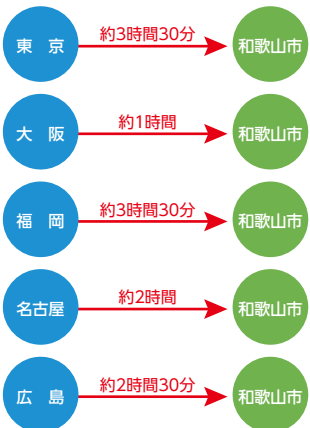 東 京 約3時間30分 和歌山市
大 阪 約1時間 和歌山市
福 岡 約3時間30分 和歌山市
名古屋 約2時間 和歌山市
広 島 約2時間30分 和歌山市